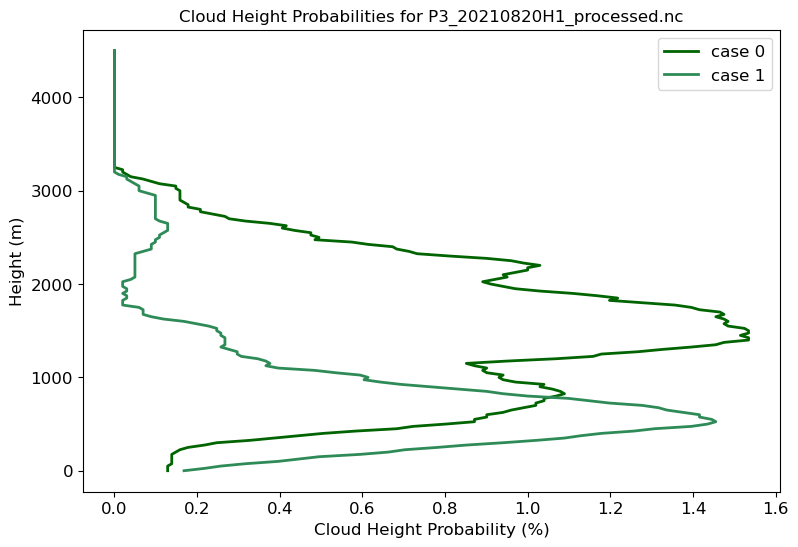 Cloud Height Probabilities for P3_20210820H1_processed.nc
case 0
case 1
Height (m)
4000
3000
2000
1000
0
0.0 0.2 0.4 0.6 0.8 1.0 1.2 1.4 1.6
Cloud Height Probability (%)